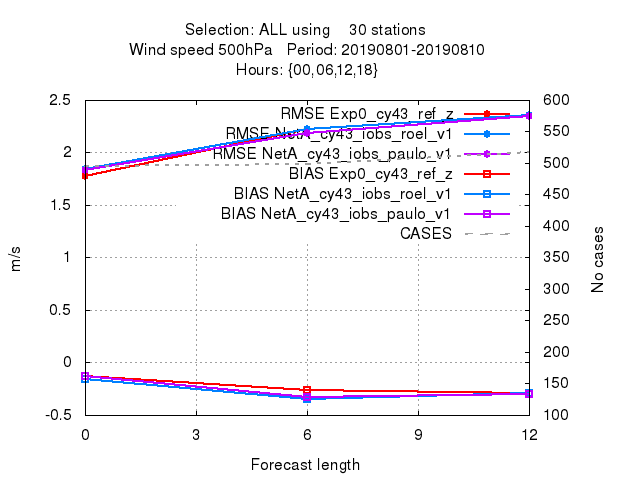 Selection: ALL using 30 stations
Wind speed 500hPa Period: 20190801-20190810
Hours: {00,06,12,18}
2.5
2
1.5
1
0.5
0
-0.5
m/s
RMSE Exp0_cy43_ref_z
RMSE NetA_cy43_iobs_roel_v1
RMSE NetA_cy43_iobs_paulo_v1
BIAS Exp0_cy43_ref_z
BIAS NetA_cy43_iobs_roel_v1
BIAS NetA_cy43_iobs_paulo_v1
CASES
600
550
500
450
400
350
300
250
200
150
100
No cases
0 3 6 9 12
Forecast length